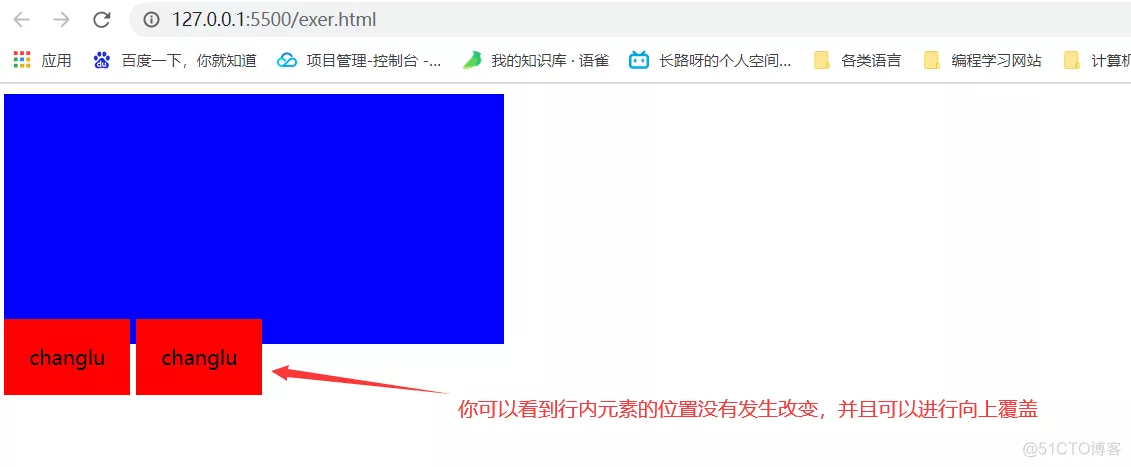 127.0.0.1:5500/exer.html
应用 百度一下，你就知道 项目管理-控制台 -... 我的知识库 · 语雀 长路呀的个人空间... 各类语言 编程学习网站 计算机
changlu changlu
你可以看到行内元素的位置没有发生改变，并且可以进行向上覆盖
@51CTO博客